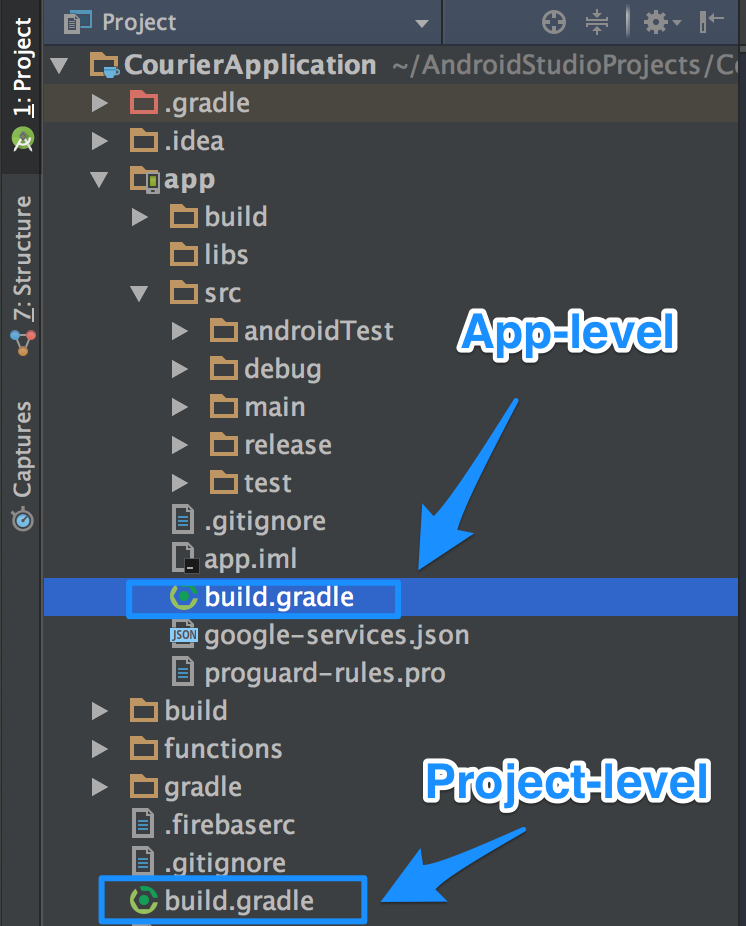 Project
1: Project
CourierApplication ~/AndroidStudioProjects/Co
.gradle
.idea
app
build
libs
7: Structure
src
App-level
androidTest
debug
main
Captures
release
test
.gitignore
app.iml
build.gradle
JSON google-services.json
proguard-rules.pro
build
functions
Project-level
gradle
.firebaserc
.gitignore
build.gradle